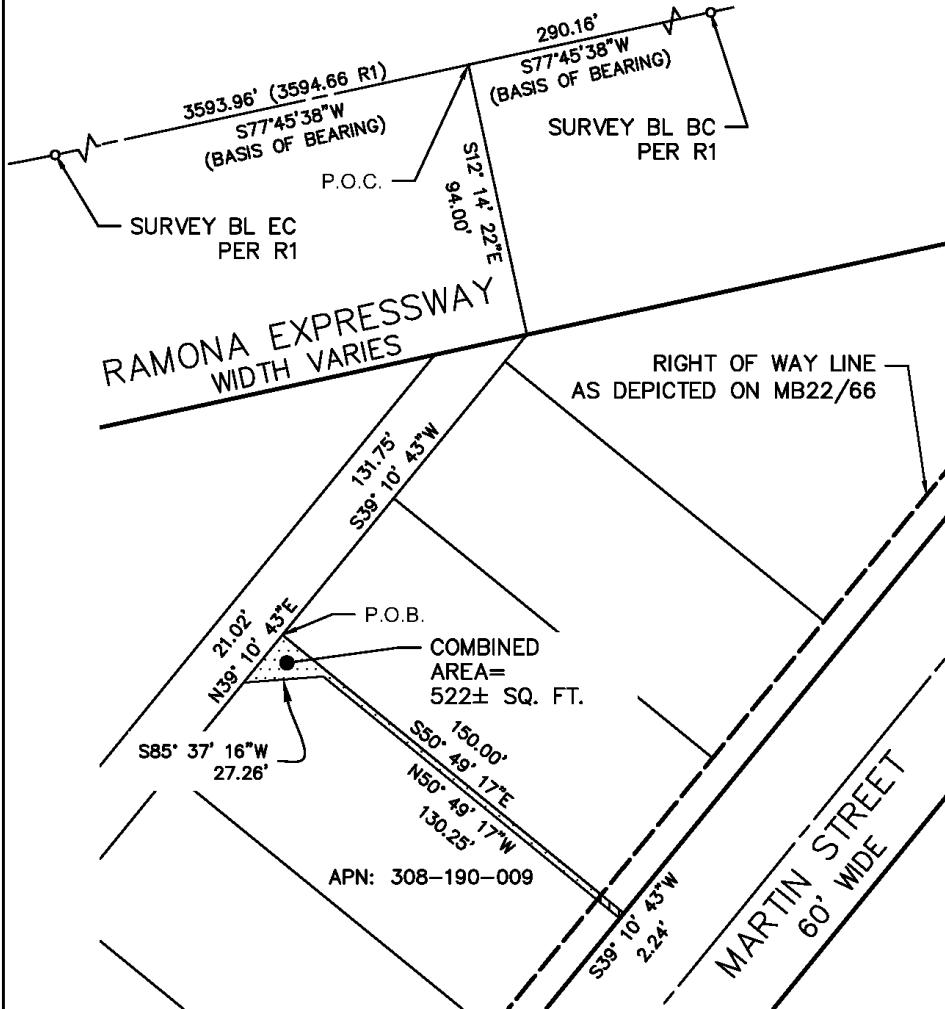 290.16'
S77°45'38"W
(BASIS OF BEARING)
3593.96' (3594.66 R1)
S77°45'38"W
(BASIS OF BEARING)
SURVEY BL BC
PER R1
P.O.C.
S12° 14' 22"E
94.00'
SURVEY BL EC
PER R1
RAMONA EXPRESSWAY
WIDTH VARIES
RIGHT OF WAY LINE
AS DEPICTED ON MB22/66
131.75'
S39° 10' 43"W
21.02'
N39° 10' 43"E
P.O.B.
COMBINED
AREA=
522± SQ. FT.
S85° 37' 16"W
27.26'
150.00'
S50° 49' 17"E
N50° 49' 17"W
130.25'
APN: 308-190-009
S39° 10' 43"W
2.24'
MARTIN STREET
60' WIDE